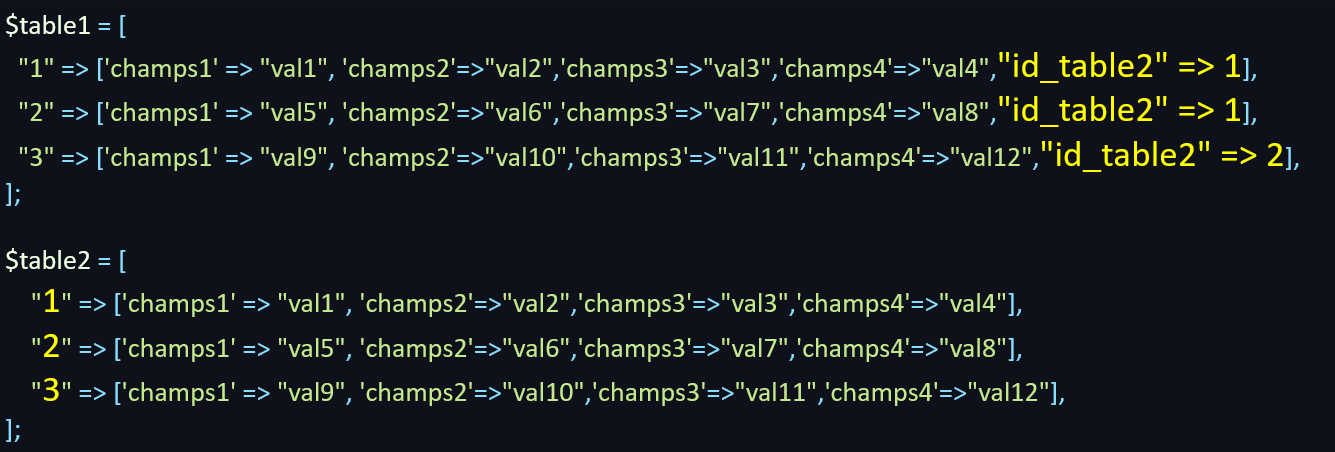 $table1 = [
"1" => ['champs1' => "val1", 'champs2'=>"val2",'champs3'=>"val3",'champs4'=>"val4","id_table2" => 1],
"2" => ['champs1' => "val5", 'champs2'=>"val6",'champs3'=>"val7",'champs4'=>"val8","id_table2" => 1],
"3" => ['champs1' => "val9", 'champs2'=>"val10",'champs3'=>"val11",'champs4'=>"val12","id_table2" => 2],
];
$table2 = [
"1" => ['champs1' => "val1", 'champs2'=>"val2",'champs3'=>"val3",'champs4'=>"val4"],
"2" => ['champs1' => "val5", 'champs2'=>"val6",'champs3'=>"val7",'champs4'=>"val8"],
"3" => ['champs1' => "val9", 'champs2'=>"val10",'champs3'=>"val11",'champs4'=>"val12"],
];